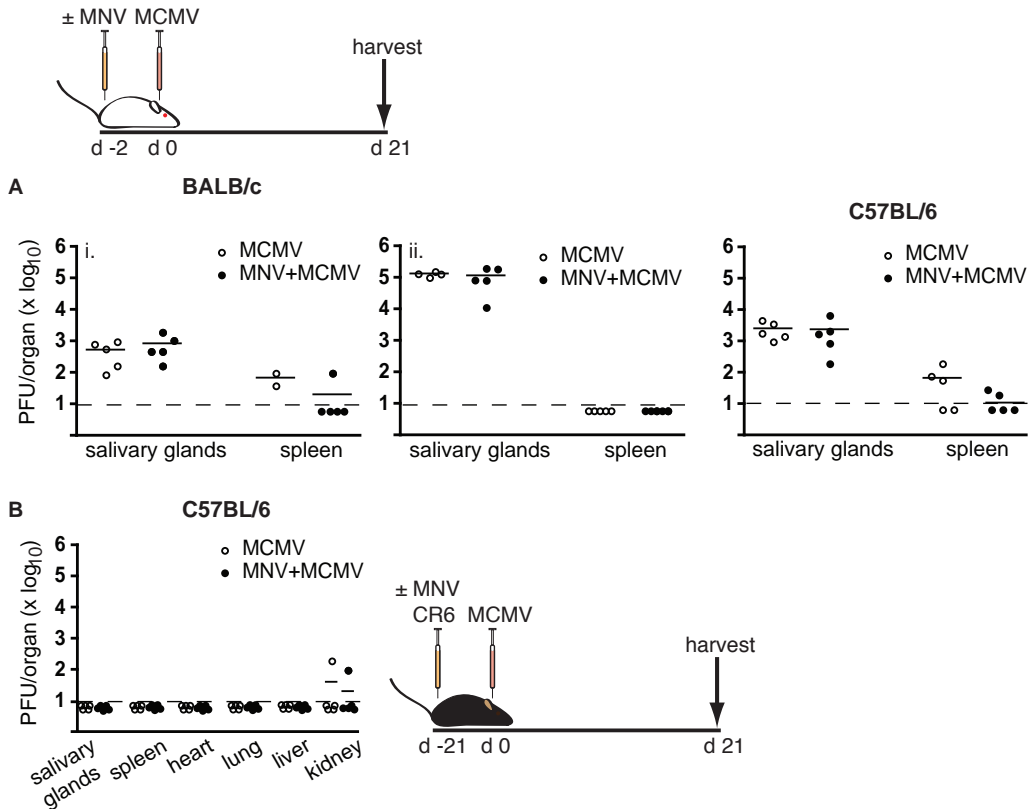 ± MNV MCMV
harvest
d -2 d 0 d 21
A BALB/c
C57BL/6
PFU/organ (x log10)
6
5
4
3
2
1
i.
MCMV
MNV+MCMV
salivary glands spleen
6
5
4
3
2
1
ii.
MCMV
MNV+MCMV
salivary glands spleen
6
5
4
3
2
1
MCMV
MNV+MCMV
salivary glands spleen
B C57BL/6
PFU/organ (x log10)
6
5
4
3
2
1
MCMV
MNV+MCMV
salivary
glands
spleen
heart
lung
liver
kidney
± MNV
CR6 MCMV
harvest
d -21 d 0 d 21